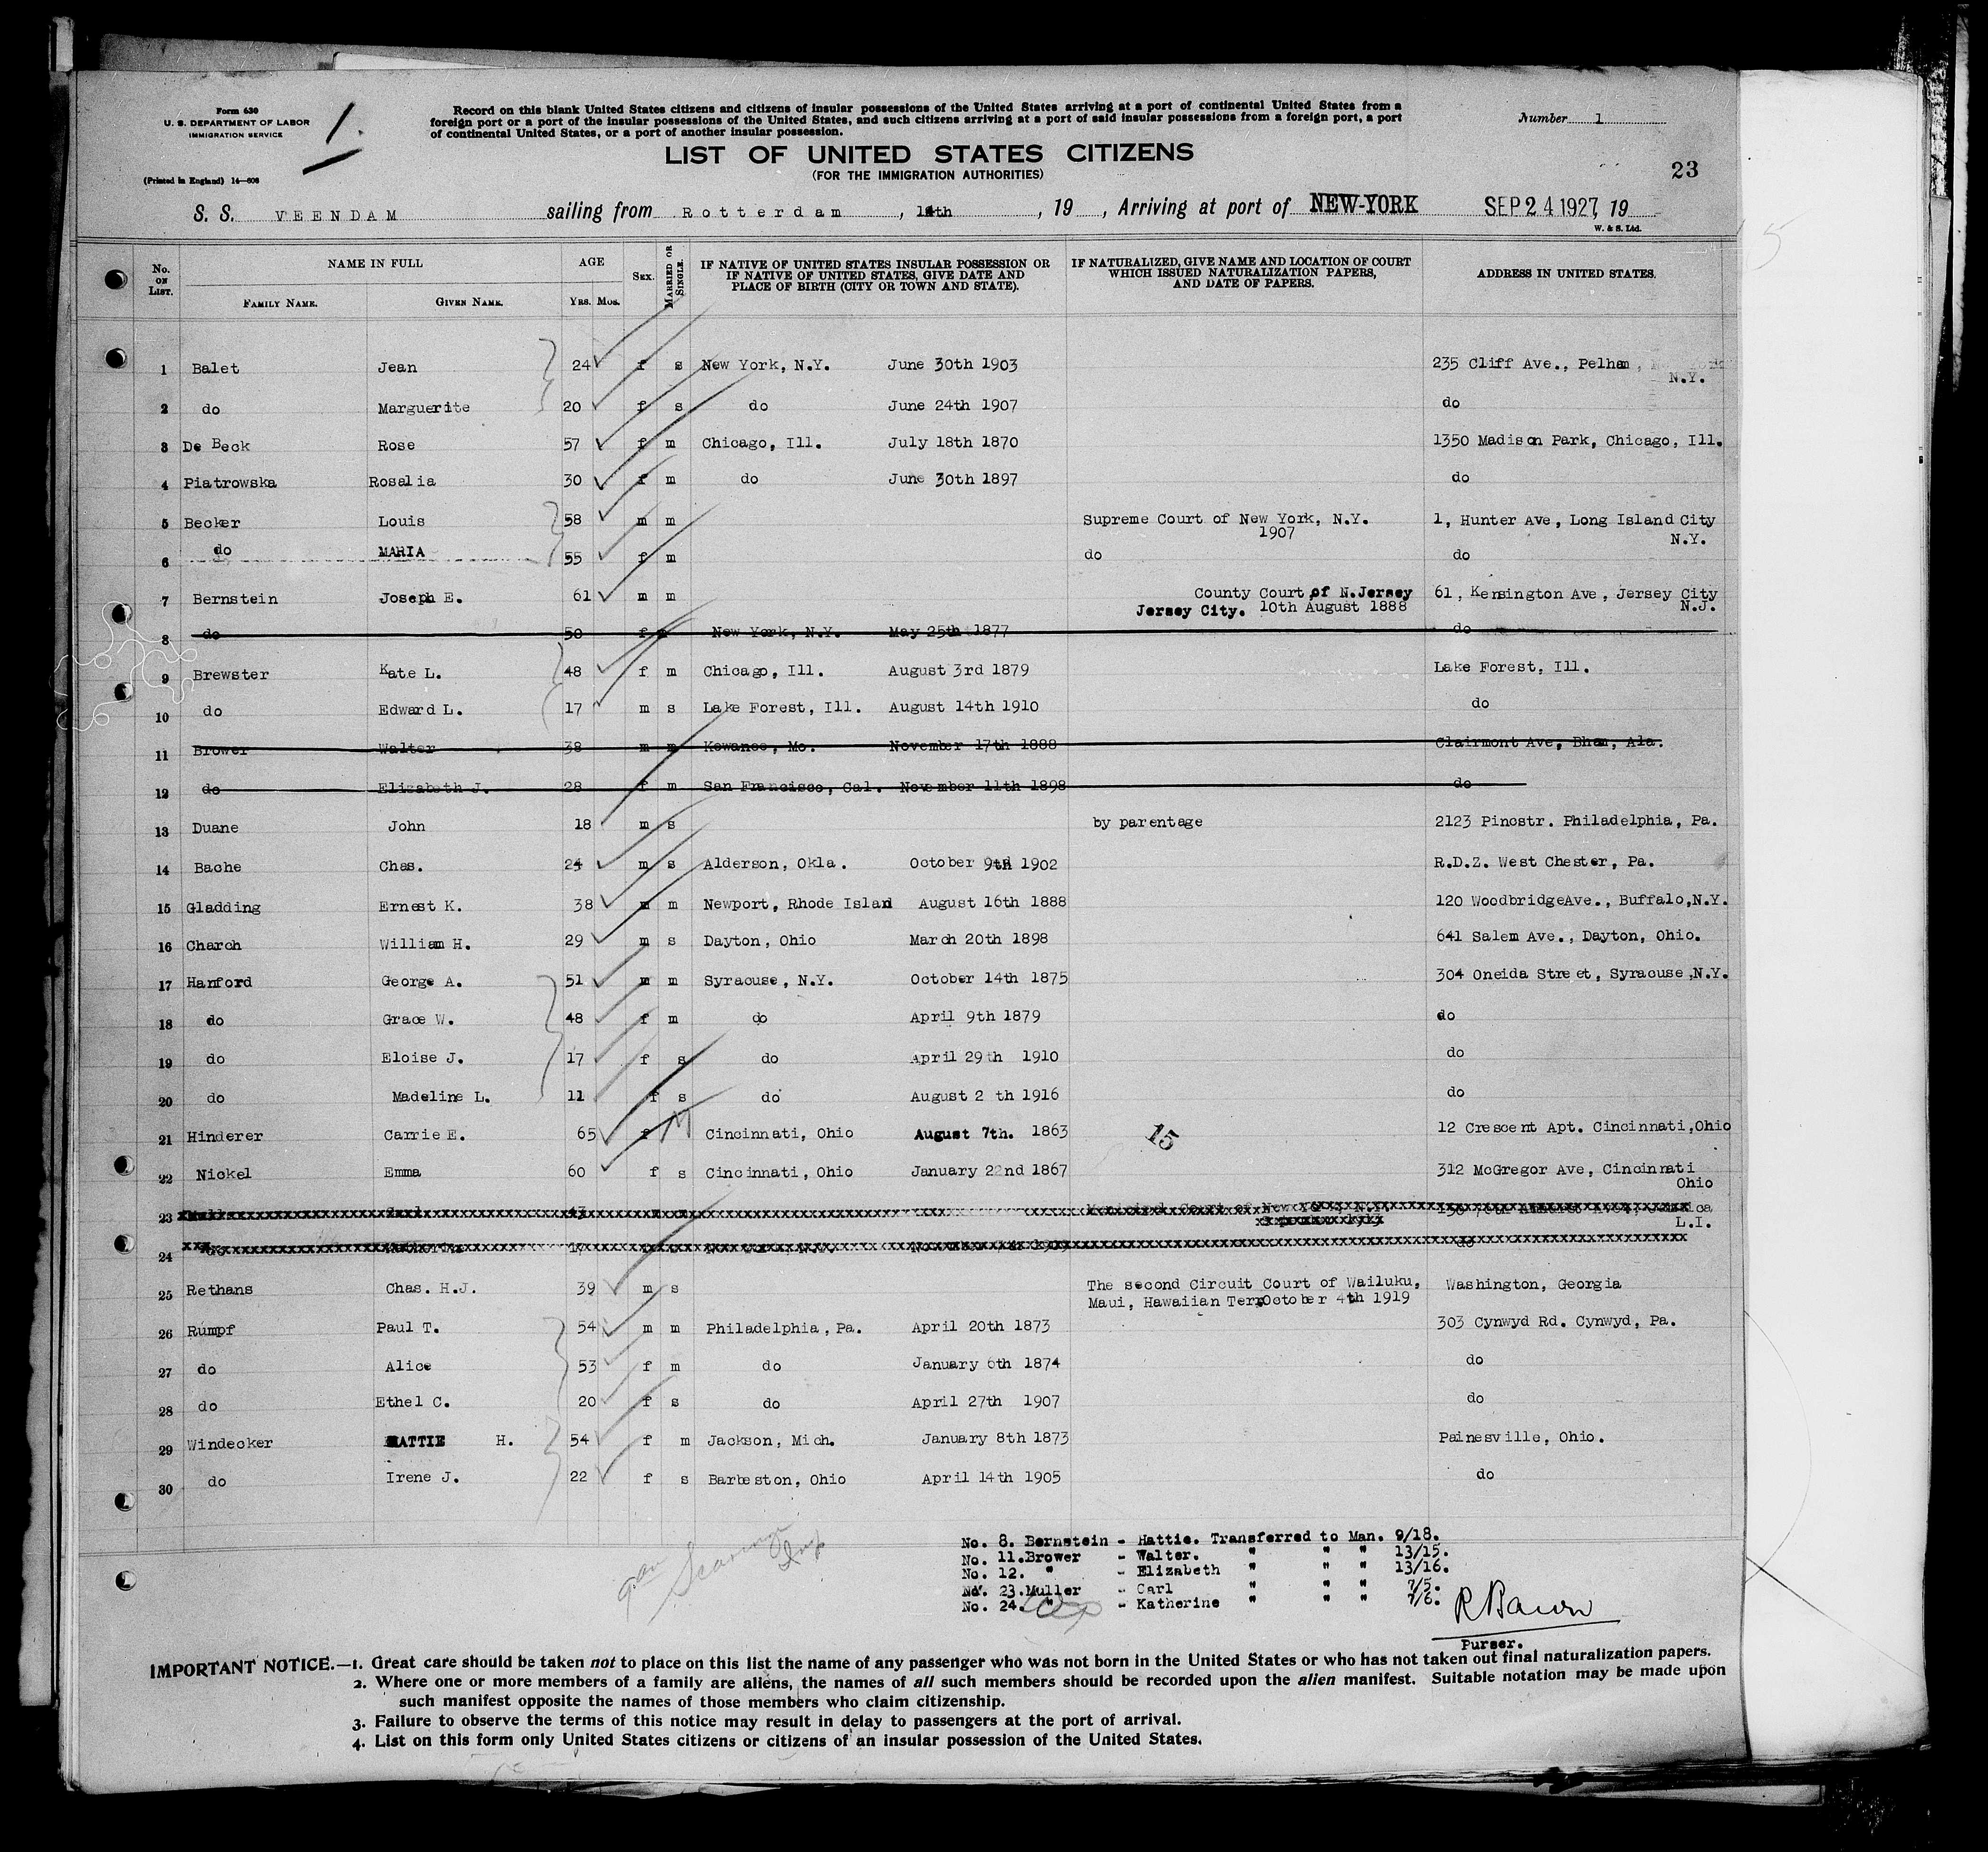 Form 630
U. S. DEPARTMENT OF LABOR
IMMIGRATION SERVICE
(Printed in England) 14—608
1.
Record on this blank United States citizens and citizens of insular possessions of the United States arriving at a port of continental United States from a
foreign port or a port of the insular possessions of the United States, and such citizens arriving at a port of said insular possessions from a foreign port, a port
of continental United States, or a port of another insular possession.
Number 1
LIST OF UNITED STATES CITIZENS
(FOR THE IMMIGRATION AUTHORITIES)
23
S. S. VEENDAM sailing from Rotterdam, 14th, 19 , Arriving at port of NEW-YORK SEP 24 1927, 19
W. & S. Ltd.
No. ON LIST. NAME IN FULL FAMILY NAME. GIVEN NAME. AGE YRS. MOS. SEX. MARRIED OR SINGLE. IF NATIVE OF UNITED STATES INSULAR POSSESSION OR IF NATIVE OF UNITED STATES, GIVE DATE AND PLACE OF BIRTH (CITY OR TOWN AND STATE). IF NATURALIZED, GIVE NAME AND LOCATION OF COURT WHICH ISSUED NATURALIZATION PAPERS, AND DATE OF PAPERS. ADDRESS IN UNITED STATES.
1 Balet Jean 24 f s New York, N.Y. June 30th 1903 235 Cliff Ave., Pelham,
N.Y.
2 do Marguerite 20 f s do June 24th 1907 do
3 De Beck Rose 57 f m Chicago, Ill. July 18th 1870 1350 Madison Park, Chicago, Ill.
4 Piatrowska Rosalia 30 f m do June 30th 1897 do
5 Becker Louis 58 m m Supreme Court of New York, N.Y. 1, Hunter Ave, Long Island City
1907 N.Y.
6 do MARIA 55 f m do do
7 Bernstein Joseph E. 61 m m County Court of N.Jersey 61, Kensington Ave, Jersey City
Jersey City. 10th August 1888 N.J.
8 do 50 f New York, N.Y. May 25th 1877 do
9 Brewster Kate L. 48 f m Chicago, Ill. August 3rd 1879 Lake Forest, Ill.
10 do Edward L. 17 m s Lake Forest, Ill. August 14th 1910 do
11 Brower Walter 38 m m Kewanee, Mo. November 17th 1888 Clairmont Ave, Bham, Ala.
12 do Elizabeth J. 28 f m San Francisco, Cal. November 11th 1898 do
13 Duane John 18 m s by parentage 2123 Pinestr. Philadelphia, Pa.
14 Bache Chas. 24 m s Alderson, Okla. October 9th 1902 R.D.Z. West Chester, Pa.
15 Gladding Ernest K. 38 m m Newport, Rhode Islan August 16th 1888 120 WoodbridgeAve., Buffalo,N.Y.
16 Charch William H. 29 m s Dayton, Ohio March 20th 1898 641 Salem Ave., Dayton, Ohio.
17 Hanford George A. 51 m m Syracuse, N.Y. October 14th 1875 304 Oneida Street, Syracuse,N.Y.
18 do Grace W. 48 f m do April 9th 1879 do
19 do Eloise J. 17 f s do April 29th 1910 do
20 do Madeline L. 11 f s do August 2 th 1916 do
21 Hinderer Carrie E. 65 f M Cincinnati, Ohio August 7th. 1863 15 12 Crescent Apt. Cincinnati,Ohio
22 Nickel Emma 60 f s Cincinnati, Ohio January 22nd 1867 312 McGregor Ave, Cincinnati
Ohio
23 L.I.
24 do
25 Rethans Chas. H.J. 39 m s The second Circuit Court of Wailuku, Washington, Georgia
Maui, Hawaiian Terr October 4th 1919
26 Rumpf Paul T. 54 m m Philadelphia, Pa. April 20th 1873 303 Cynwyd Rd. Cynwyd, Pa.
27 do Alice 53 f m do January 6th 1874 do
28 do Ethel C. 20 f s do April 27th 1907 do
29 Windecker HATTIE H. 54 f m Jackson, Mich. January 8th 1873 Painesville, Ohio.
30 do Irene J. 22 f s Barbeston, Ohio April 14th 1905 do
No. 8. Bernstein - Hattie. Transferred to Man. 9/18.
No. 11. Brower - Walter. " " " 13/15.
No. 12. " - Elizabeth " " " 13/16.
No. 23. Muller - Carl " " " 7/5.
No. 24. " - Katherine " " " 7/6.
Purser.
IMPORTANT NOTICE.—1. Great care should be taken not to place on this list the name of any passenger who was not born in the United States or who has not taken out final naturalization papers.
2. Where one or more members of a family are aliens, the names of all such members should be recorded upon the alien manifest. Suitable notation may be made upon
such manifest opposite the names of those members who claim citizenship.
3. Failure to observe the terms of this notice may result in delay to passengers at the port of arrival.
4. List on this form only United States citizens or citizens of an insular possession of the United States.